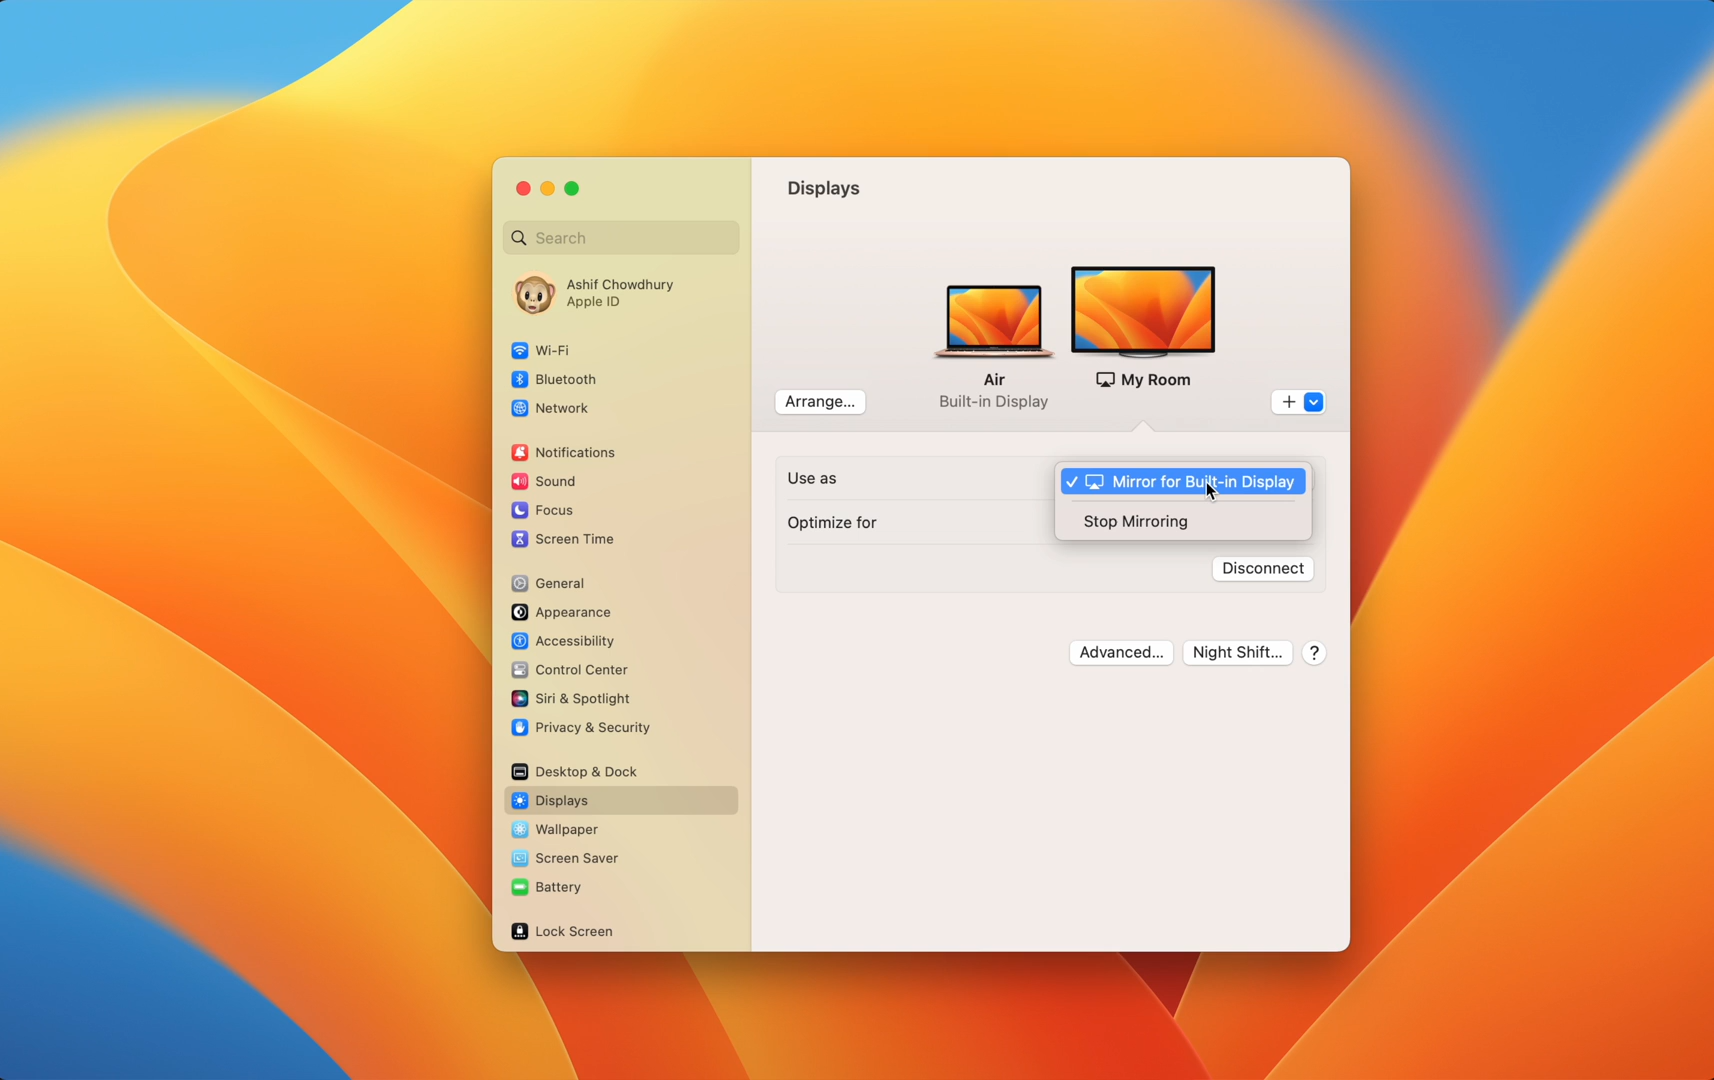 Displays
Search
Ashif Chowdhury
Apple ID
Wi-Fi
Bluetooth
Network
Notifications
Sound
Focus
Screen Time
General
Appearance
Accessibility
Control Center
Siri & Spotlight
Privacy & Security
Desktop & Dock
Displays
Wallpaper
Screen Saver
Battery
Lock Screen
Air
Built-in Display
My Room
Arrange...
Use as
Mirror for Built-in Display
Stop Mirroring
Optimize for
Disconnect
Advanced...
Night Shift...
?